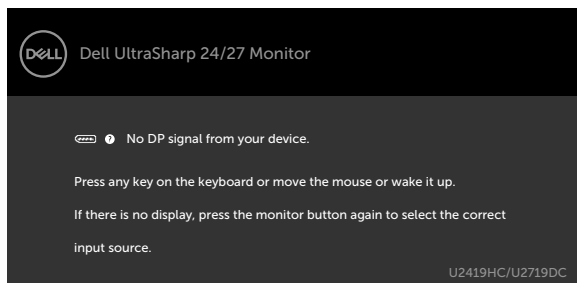 DELL
Dell UltraSharp 24/27 Monitor
? No DP signal from your device.
Press any key on the keyboard or move the mouse or wake it up.
If there is no display, press the monitor button again to select the correct
input source.
U2419HC/U2719DC